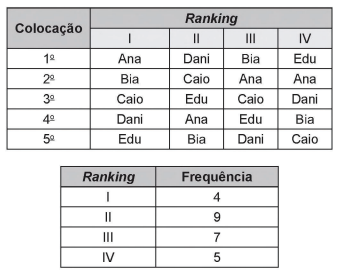 Colocação Ranking
I II III IV
1º Ana Dani Bia Edu
2º Bia Caio Ana Ana
3º Caio Edu Caio Dani
4º Dani Ana Edu Bia
5º Edu Bia Dani Caio
Ranking Frequência
I 4
II 9
III 7
IV 5